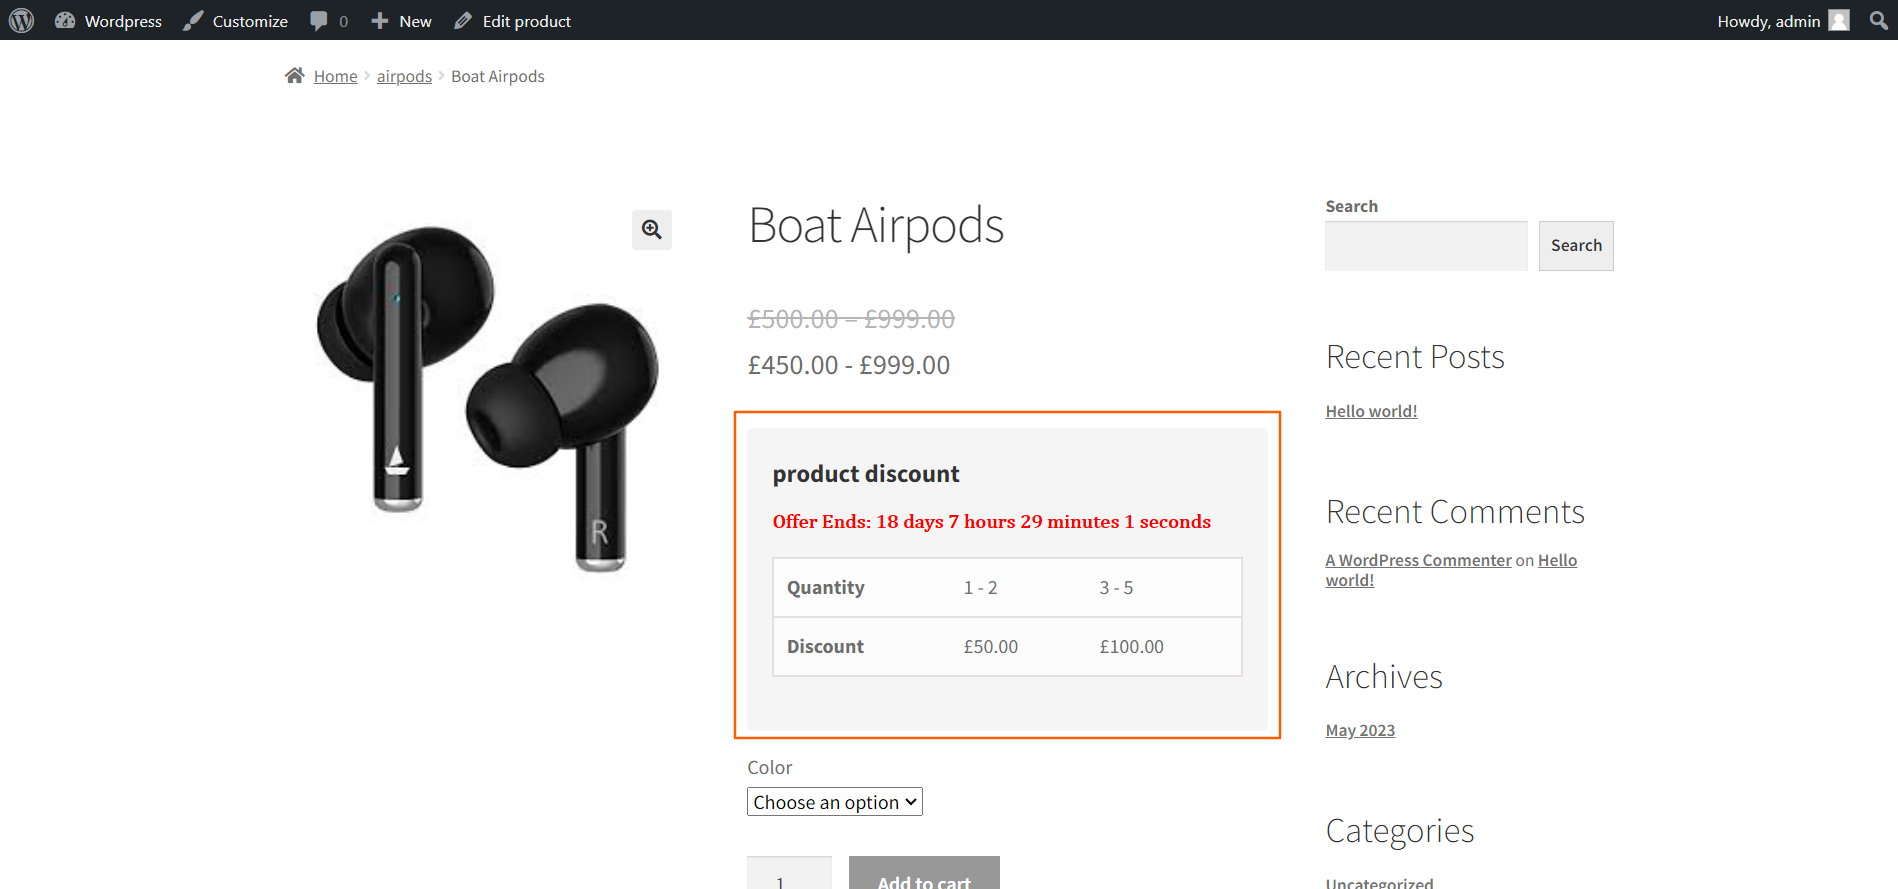 Wordpress Customize 0 New Edit product Howdy, admin
Home airpods Boat Airpods
R
Boat Airpods
£500.00 – £999.00
£450.00 - £999.00
product discount
Offer Ends: 18 days 7 hours 29 minutes 1 seconds
Quantity 1 - 2 3 - 5
Discount £50.00 £100.00
Color
Choose an option
1 Add to cart
Search
Search
Recent Posts
Hello world!
Recent Comments
A WordPress Commenter on Hello
world!
Archives
May 2023
Categories
Uncategorized